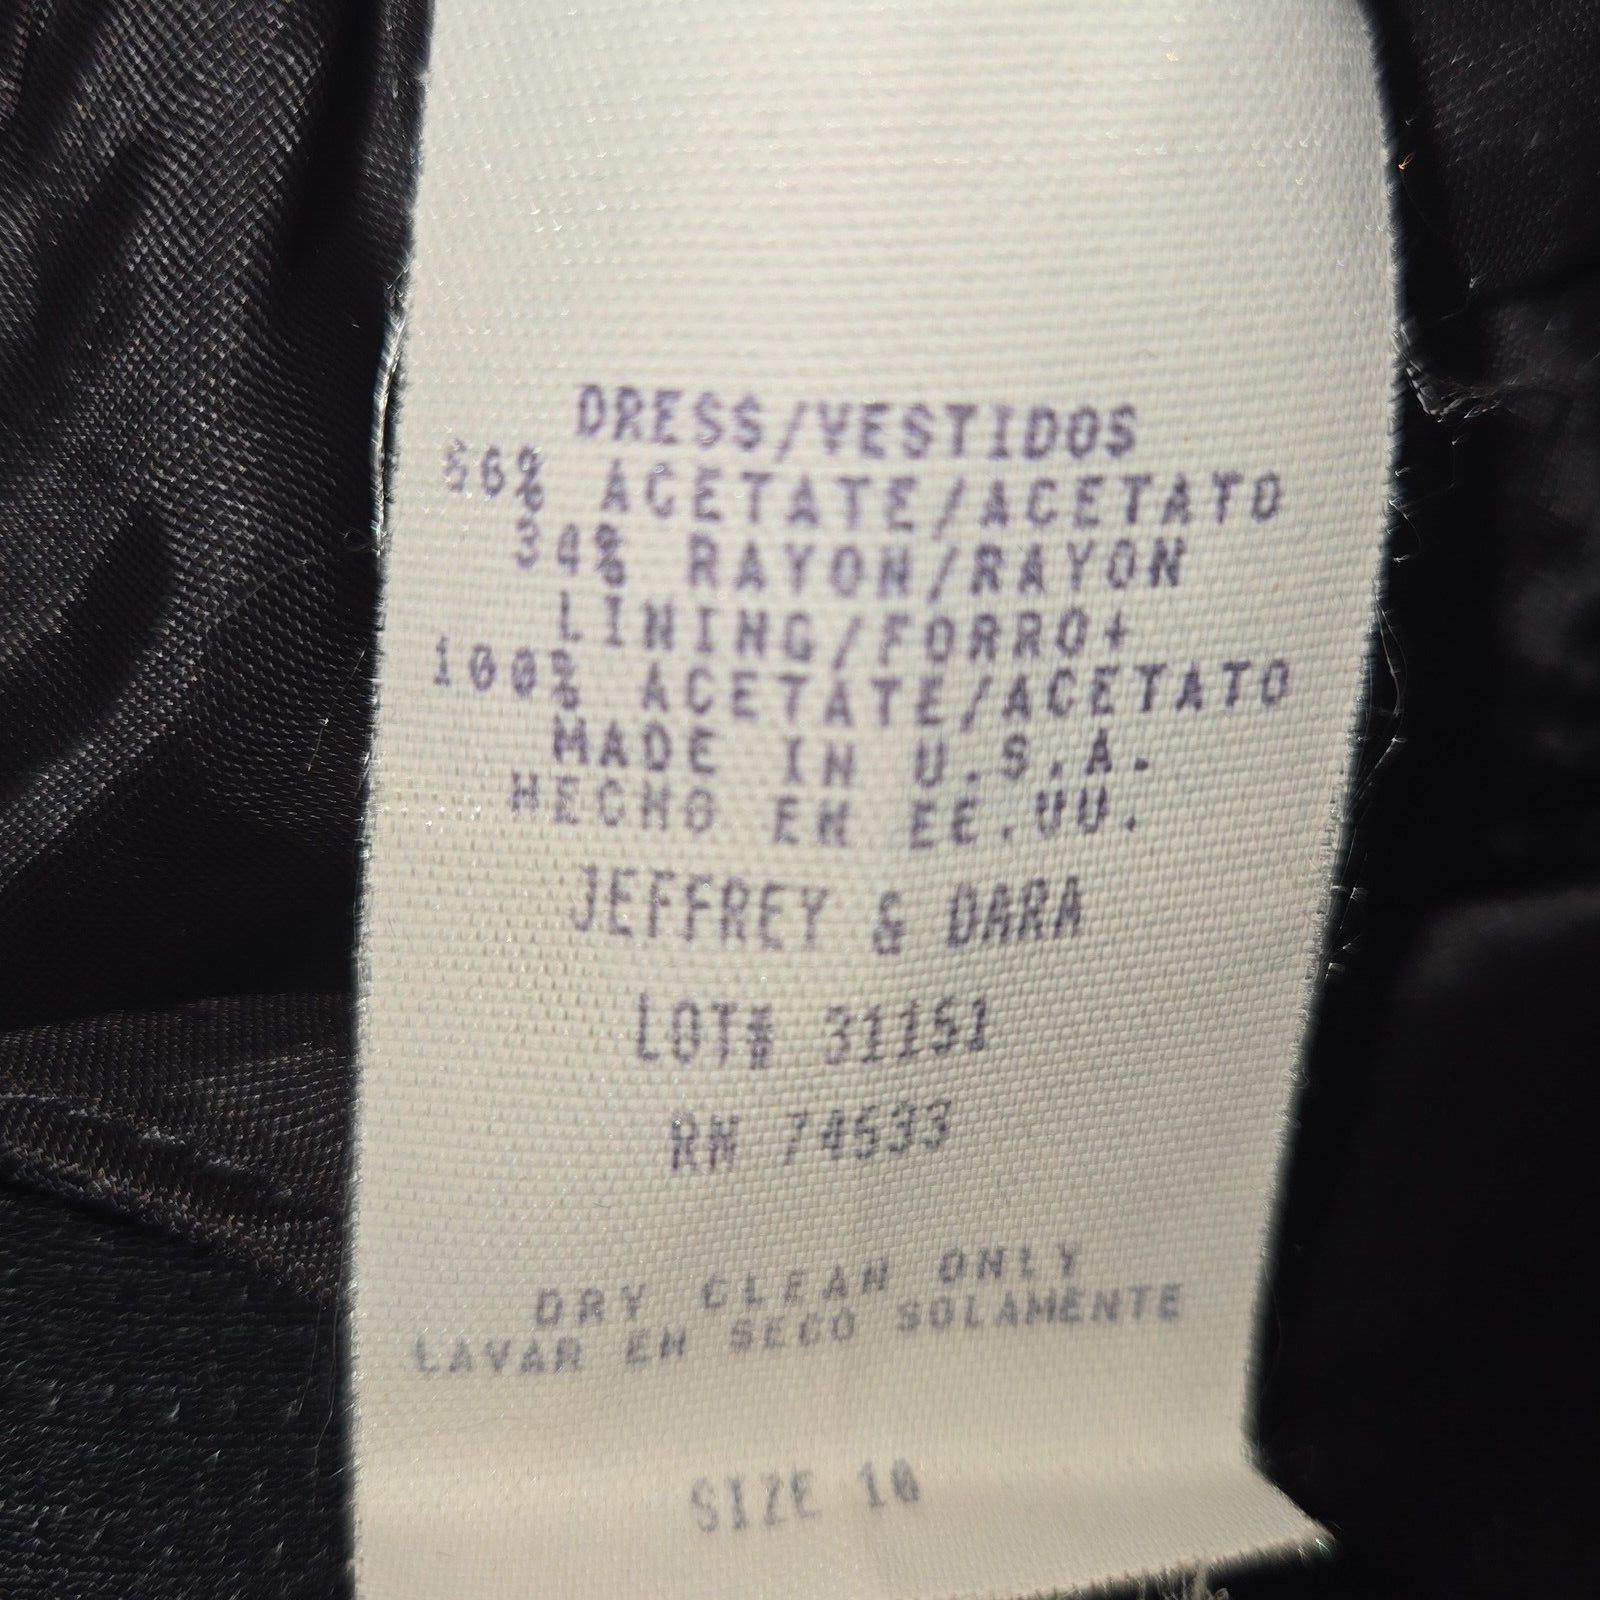 DRESS/VESTIDOS
66% ACETATE/ACETATO
34% RAYON/RAYON
LINING/FORRO+
100% ACETATE/ACETATO
MADE IN U.S.A.
HECHO EN EE.UU.
JEFFREY & DARA
LOT# 31151
RN 74533
DRY CLEAN ONLY
LAVAR EN SECO SOLAMENTE
SIZE 10